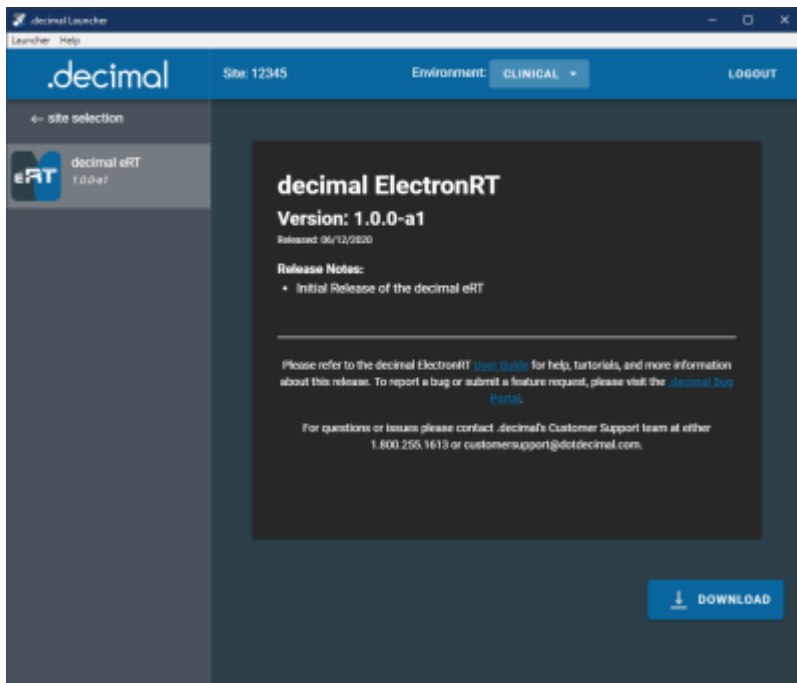 .decimal Launcher
Launcher Help
.decimal
Site: 12345
Environment: CLINICAL
LOGOUT
← site selection
eRT
decimal eRT
1.0.0-a1
decimal ElectronRT
Version: 1.0.0-a1
Released: 06/12/2020
Release Notes:
• Initial Release of the decimal eRT
Please refer to the decimal ElectronRT User Guide for help, turtorials, and more information
about this release. To report a bug or submit a feature request, please visit the .decimal Bug
Portal.
For questions or issues please contact .decimal's Customer Support team at either
1.800.255.1613 or customersupport@dotdecimal.com.
DOWNLOAD